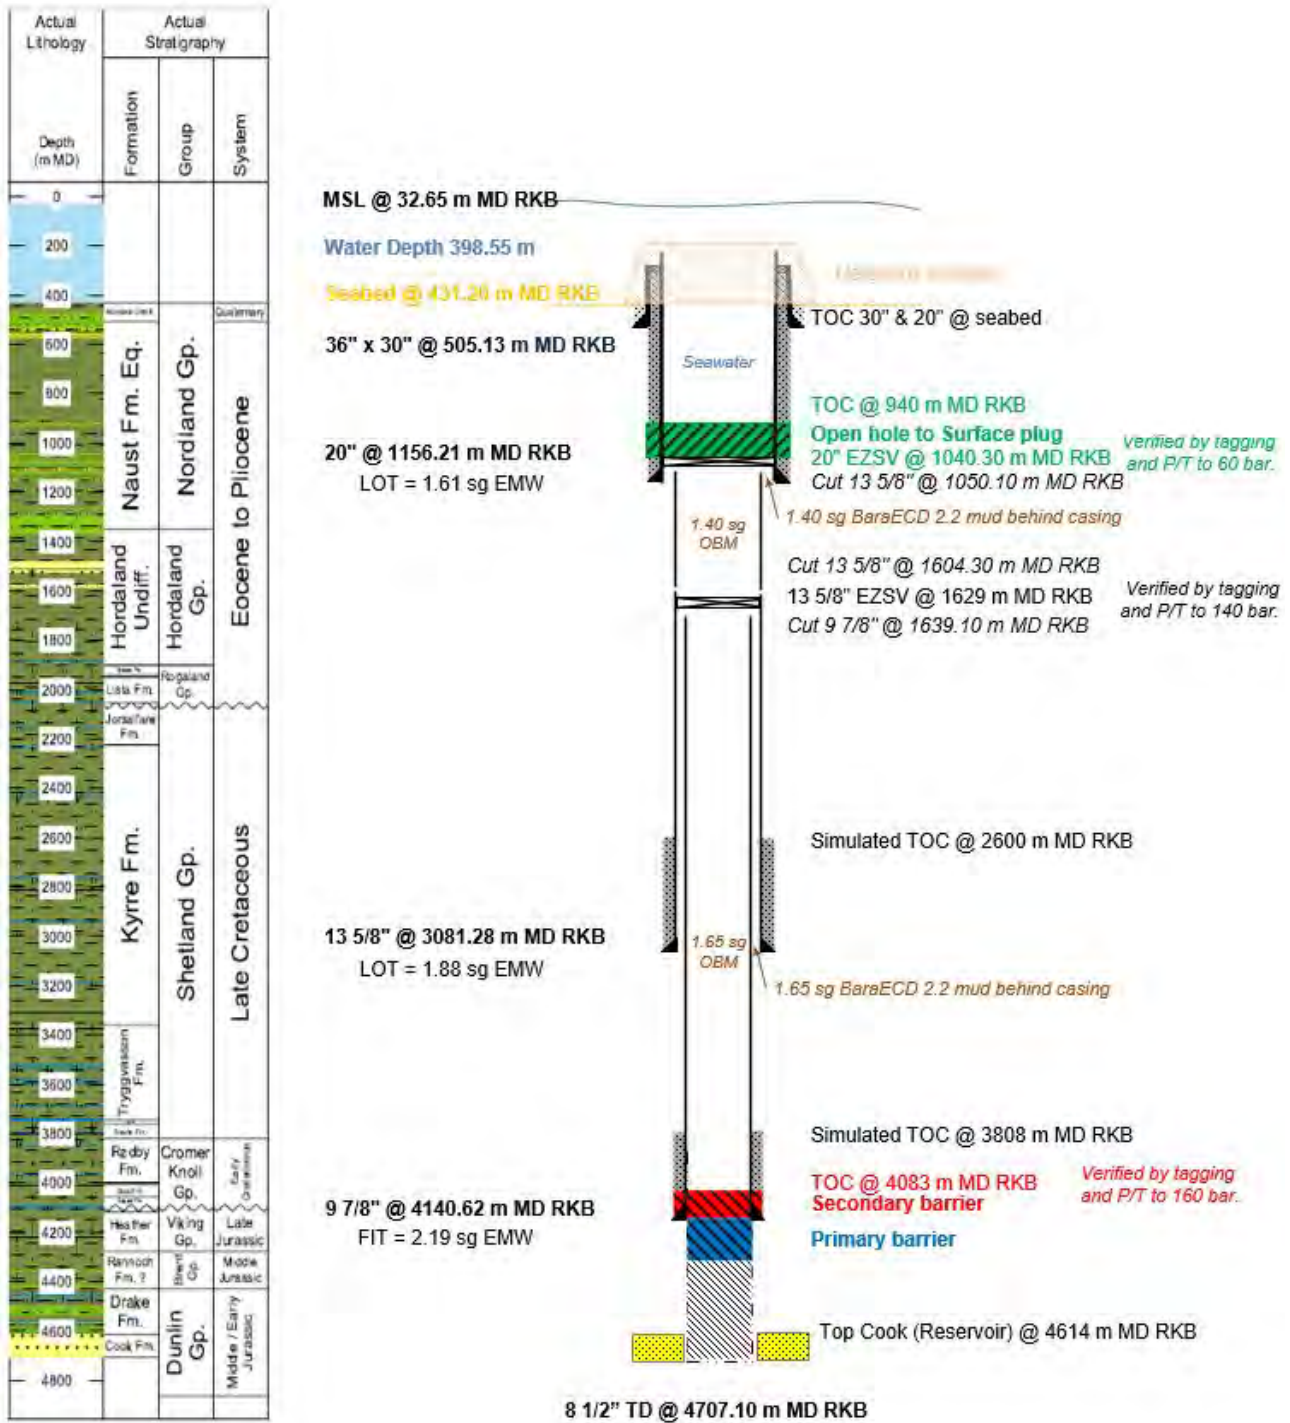 Actual
Lithology
Actual
Stratigraphy
Depth
(m MD)
Formation
Group
System
0
200
400
600
800
1000
1200
1400
1600
1800
2000
2200
2400
2600
2800
3000
3200
3400
3600
3800
4000
4200
4400
4600
4800
Naust Fm. Eq.
Hordaland
Undiff.
Lista Fm.
Jorsalfare
Fm.
Kyrre Fm.
Tryggvasson
Fm.
Rødby
Fm.
Heather
Fm.
Rannoch
Fm. ?
Drake
Fm.
Cook Fm.
Nordland Gp.
Hordaland
Gp.
Rogaland
Gp.
Shetland Gp.
Cromer
Knoll
Gp.
Viking
Gp.
Brent
Gp.
Dunlin
Gp.
Quaternary
Eocene to Pliocene
Late Cretaceous
Early
Cretaceous
Late
Jurassic
Middle
Jurassic
Middle / Early
Jurassic
MSL @ 32.65 m MD RKB
Water Depth 398.55 m
Seabed @ 431.20 m MD RKB
36" x 30" @ 505.13 m MD RKB
20" @ 1156.21 m MD RKB
LOT = 1.61 sg EMW
13 5/8" @ 3081.28 m MD RKB
LOT = 1.88 sg EMW
9 7/8" @ 4140.62 m MD RKB
FIT = 2.19 sg EMW
Seawater
1.40 sg
OBM
1.65 sg
OBM
TOC 30" & 20" @ seabed
TOC @ 940 m MD RKB
Open hole to Surface plug
20" EZSV @ 1040.30 m MD RKB
Verified by tagging
and P/T to 60 bar.
Cut 13 5/8" @ 1050.10 m MD RKB
1.40 sg BaraECD 2.2 mud behind casing
Cut 13 5/8" @ 1604.30 m MD RKB
13 5/8" EZSV @ 1629 m MD RKB
Verified by tagging
and P/T to 140 bar.
Cut 9 7/8" @ 1639.10 m MD RKB
Simulated TOC @ 2600 m MD RKB
1.65 sg BaraECD 2.2 mud behind casing
Simulated TOC @ 3808 m MD RKB
TOC @ 4083 m MD RKB
Secondary barrier
Verified by tagging
and P/T to 160 bar.
Primary barrier
Top Cook (Reservoir) @ 4614 m MD RKB
8 1/2" TD @ 4707.10 m MD RKB